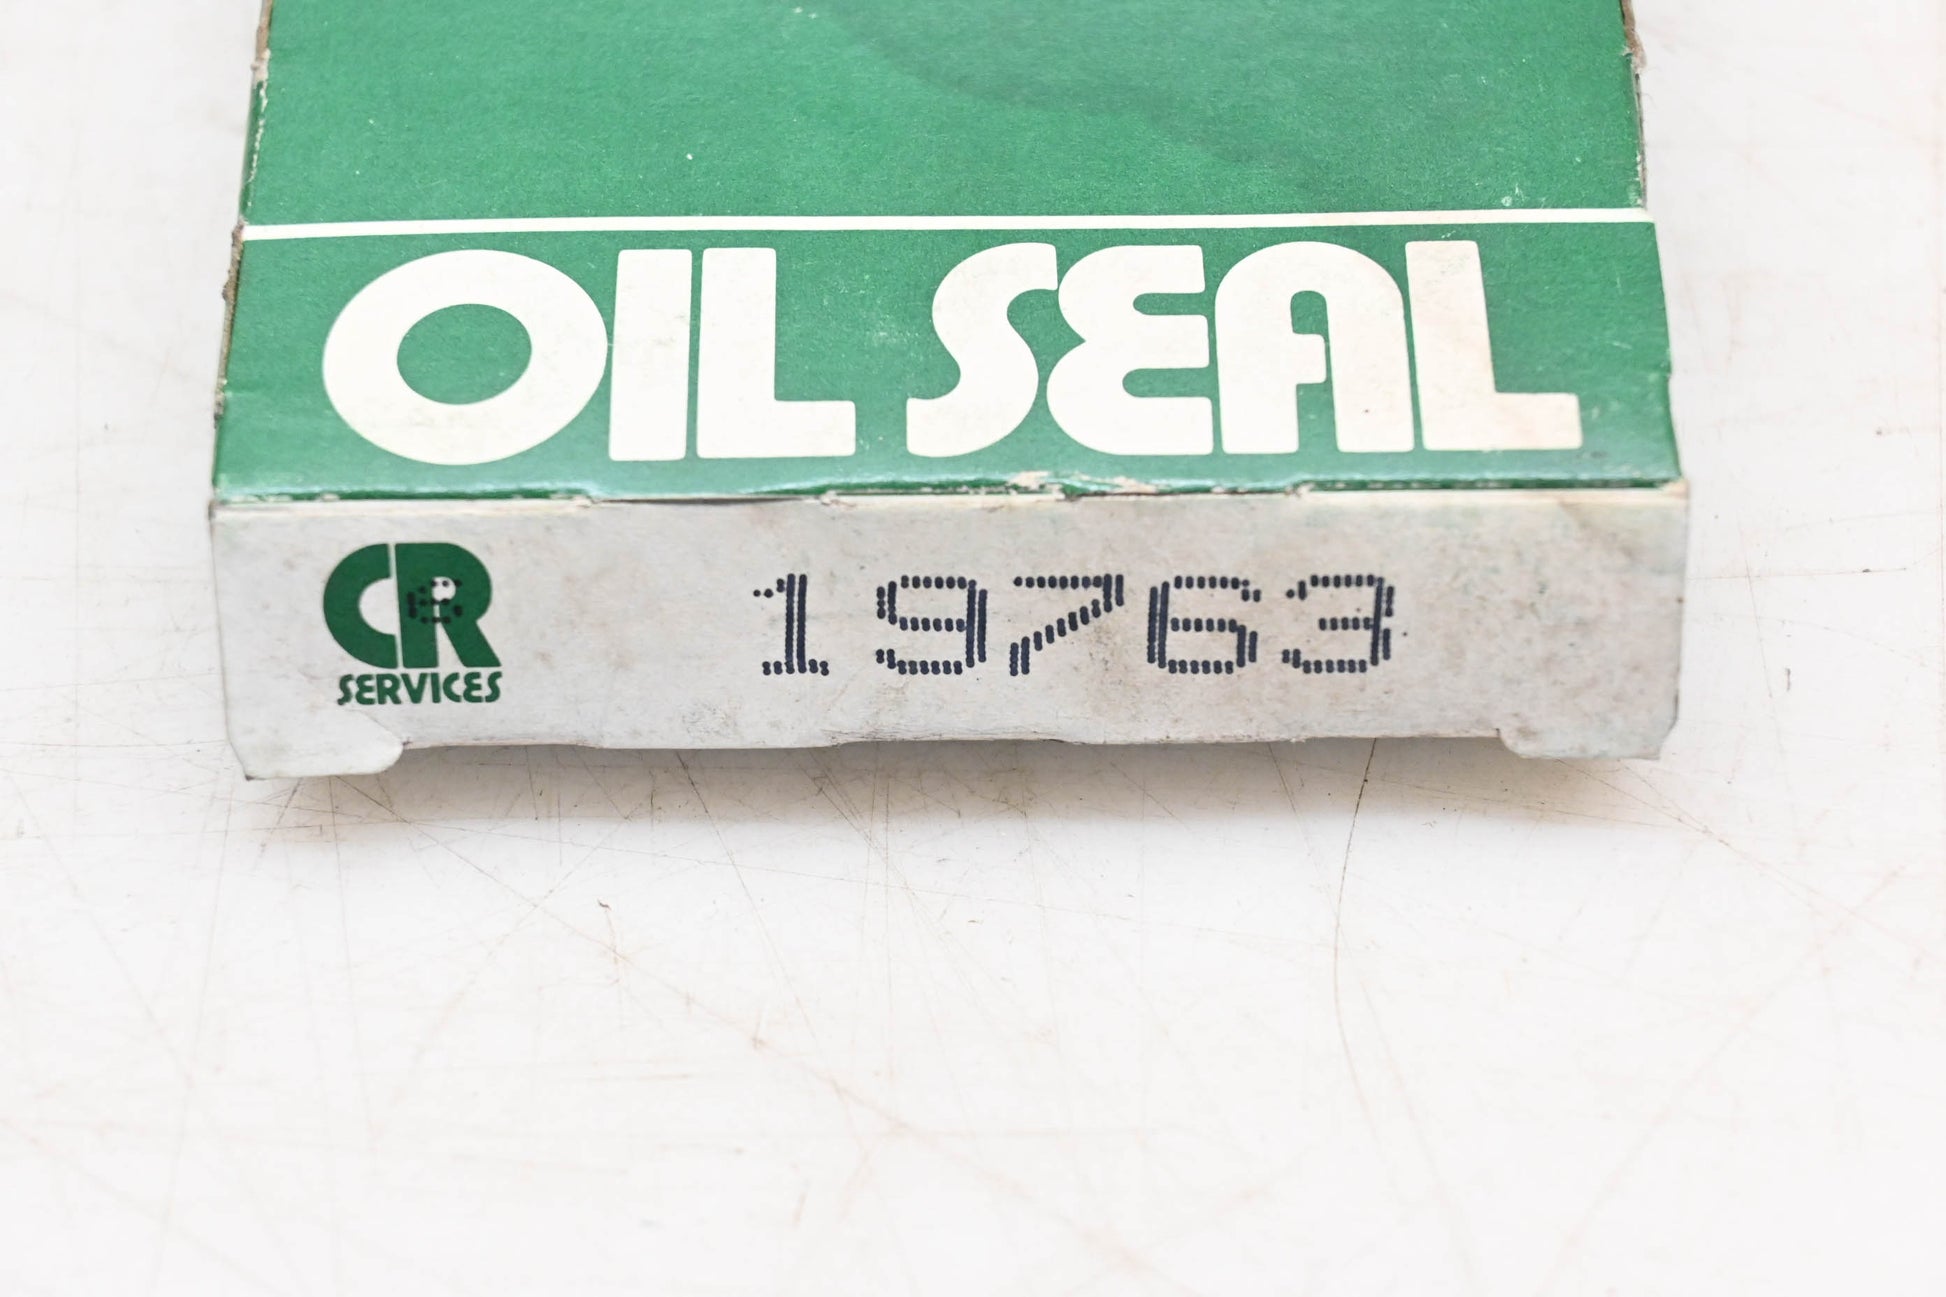 OIL SEAL
CR
SERVICES
19763